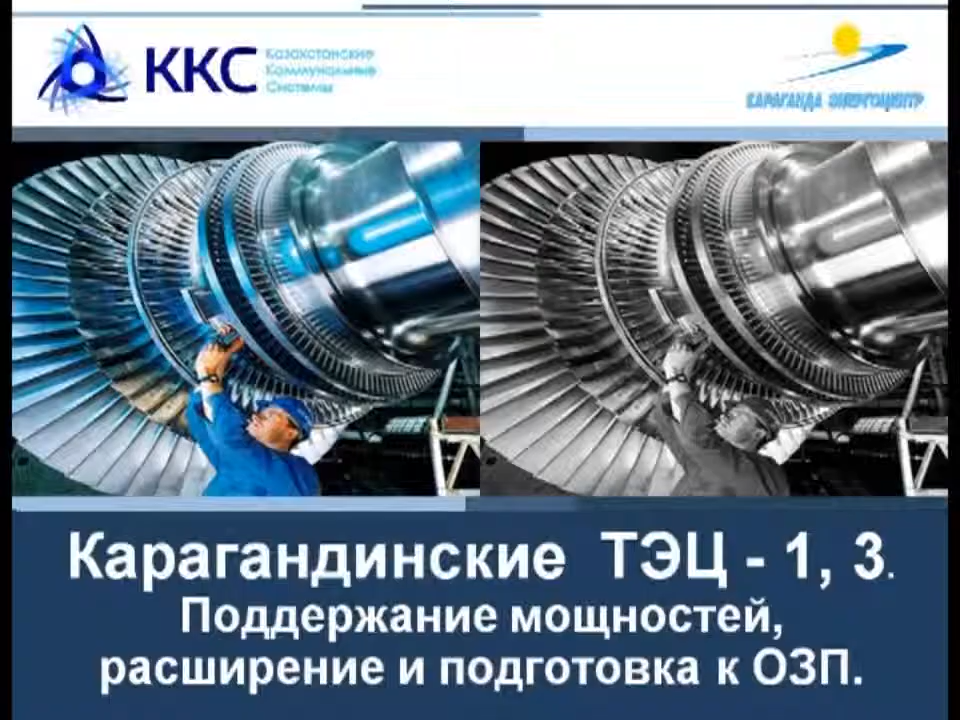 ККС
Казахстанские
Коммунальные
Системы
КАРАГАНДА ЭНЕРГОЦЕНТР
Карагандинские ТЭЦ - 1, 3.
Поддержание мощностей,
расширение и подготовка к ОЗП.